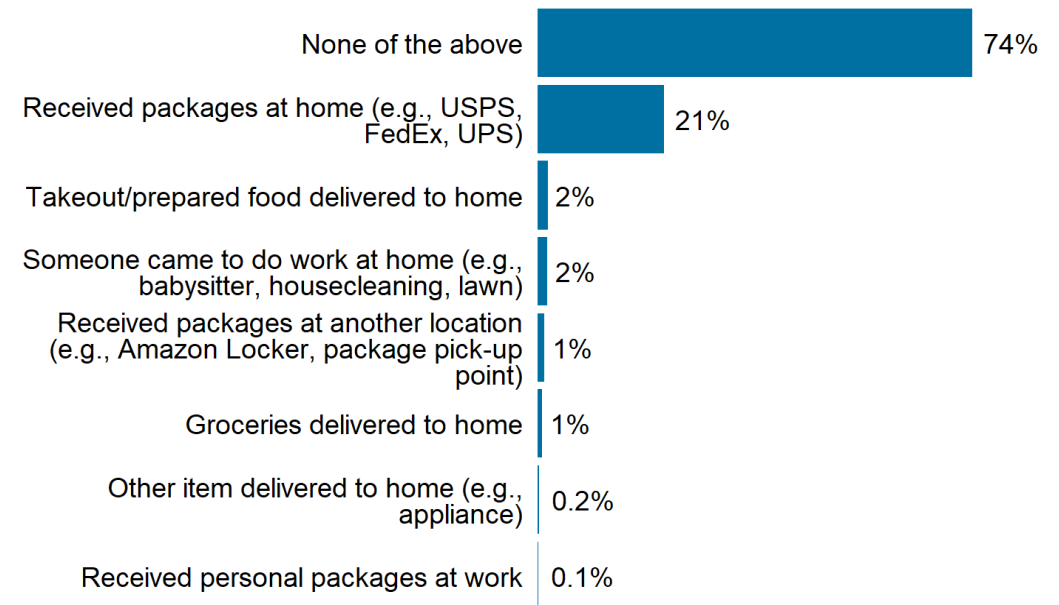 None of the above
74%
Received packages at home (e.g., USPS,
FedEx, UPS)
21%
Takeout/prepared food delivered to home
2%
Someone came to do work at home (e.g.,
babysitter, housecleaning, lawn)
2%
Received packages at another location
(e.g., Amazon Locker, package pick-up
point)
1%
Groceries delivered to home
1%
Other item delivered to home (e.g.,
appliance)
0.2%
Received personal packages at work
0.1%